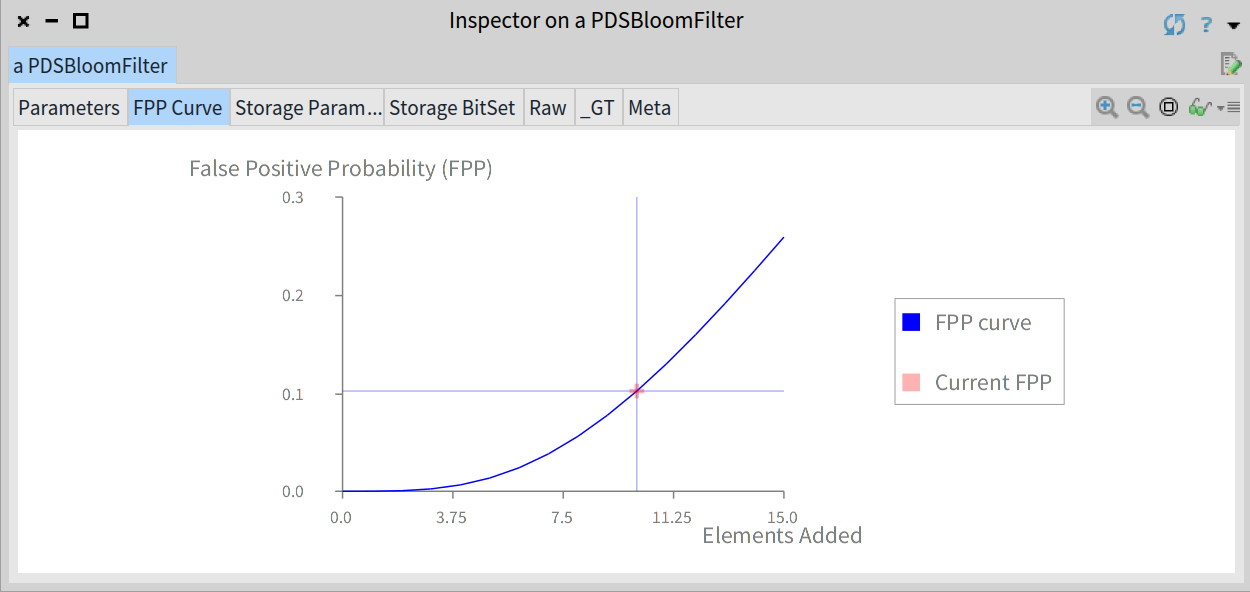 Inspector on a PDSBloomFilter
?
a PDSBloomFilter
Parameters FPP Curve Storage Param... Storage BitSet Raw _GT Meta
False Positive Probability (FPP)
0.3
0.2
0.1
0.0
0.0 3.75 7.5 11.25 15.0
Elements Added
FPP curve
Current FPP